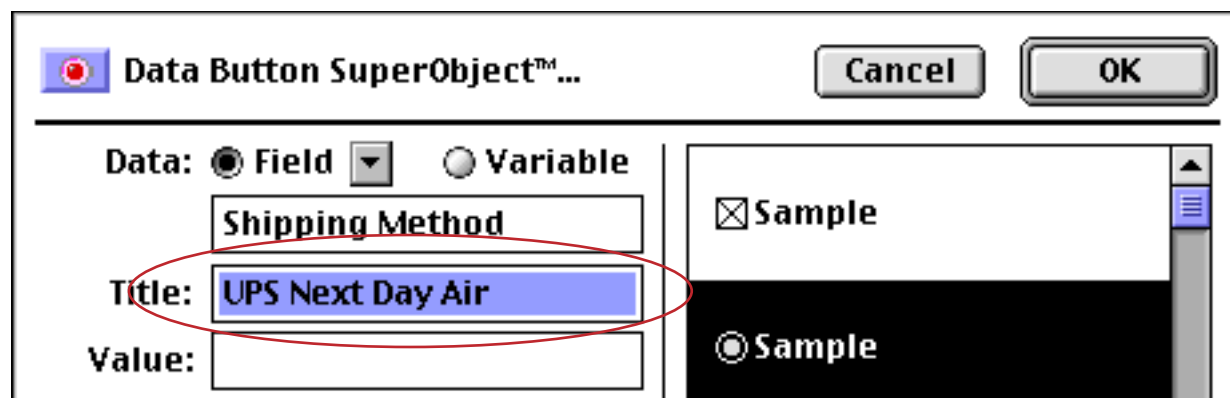 Data Button SuperObject™...
Cancel
OK
Data:
Field
Variable
Shipping Method
Title:
UPS Next Day Air
Value:
Sample
Sample